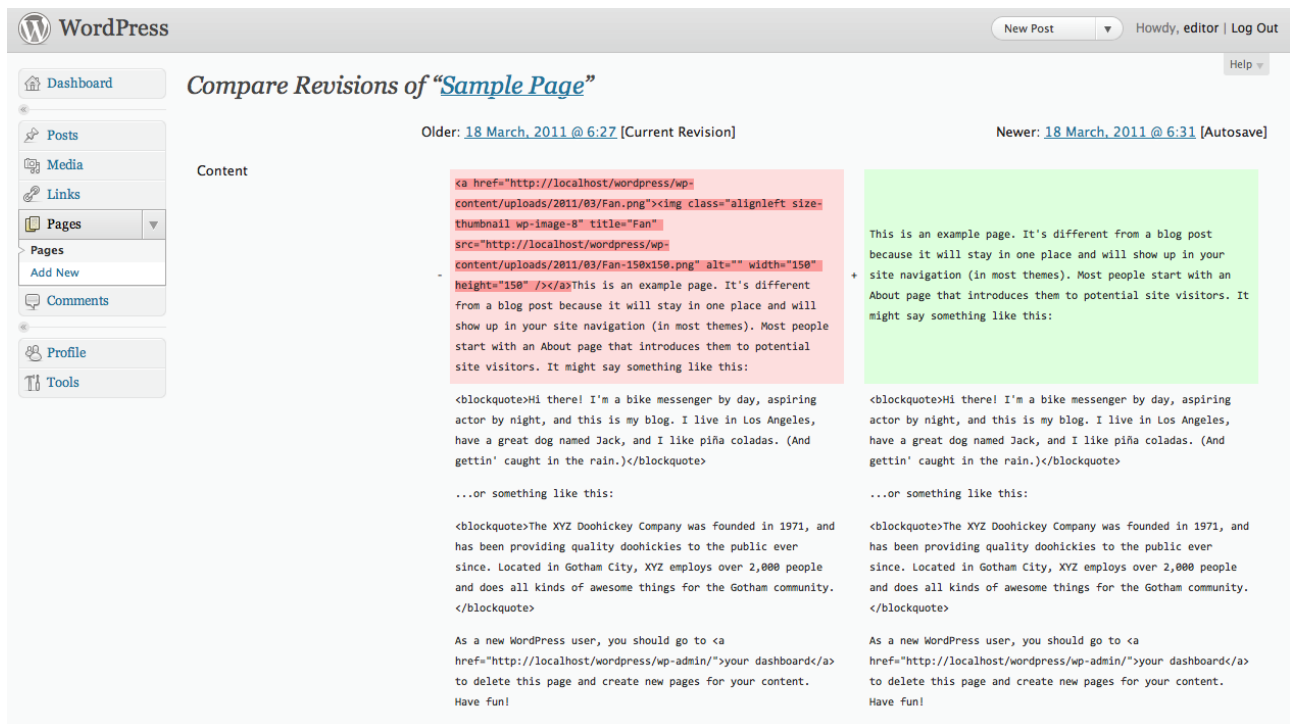 WordPress
New Post
Howdy, editor | Log Out
Help
Dashboard
Posts
Media
Links
Pages
Pages
Add New
Comments
Profile
Tools
Compare Revisions of “Sample Page”
Older: 18 March, 2011 @ 6:27 [Current Revision]
Newer: 18 March, 2011 @ 6:31 [Autosave]
Content
-
<a href="http://localhost/wordpress/wp-
content/uploads/2011/03/Fan.png"><img class="alignleft size-
thumbnail wp-image-8" title="Fan"
src="http://localhost/wordpress/wp-
content/uploads/2011/03/Fan-150x150.png" alt="" width="150"
height="150" /></a>This is an example page. It's different
from a blog post because it will stay in one place and will
show up in your site navigation (in most themes). Most people
start with an About page that introduces them to potential
site visitors. It might say something like this:
<blockquote>Hi there! I'm a bike messenger by day, aspiring
actor by night, and this is my blog. I live in Los Angeles,
have a great dog named Jack, and I like piña coladas. (And
gettin' caught in the rain.)</blockquote>
...or something like this:
<blockquote>The XYZ Doohickey Company was founded in 1971, and
has been providing quality doohickies to the public ever
since. Located in Gotham City, XYZ employs over 2,000 people
and does all kinds of awesome things for the Gotham community.
</blockquote>
As a new WordPress user, you should go to <a
href="http://localhost/wordpress/wp-admin/">your dashboard</a>
to delete this page and create new pages for your content.
Have fun!
+
This is an example page. It's different from a blog post
because it will stay in one place and will show up in your
site navigation (in most themes). Most people start with an
About page that introduces them to potential site visitors. It
might say something like this:
<blockquote>Hi there! I'm a bike messenger by day, aspiring
actor by night, and this is my blog. I live in Los Angeles,
have a great dog named Jack, and I like piña coladas. (And
gettin' caught in the rain.)</blockquote>
...or something like this:
<blockquote>The XYZ Doohickey Company was founded in 1971, and
has been providing quality doohickies to the public ever
since. Located in Gotham City, XYZ employs over 2,000 people
and does all kinds of awesome things for the Gotham community.
</blockquote>
As a new WordPress user, you should go to <a
href="http://localhost/wordpress/wp-admin/">your dashboard</a>
to delete this page and create new pages for your content.
Have fun!